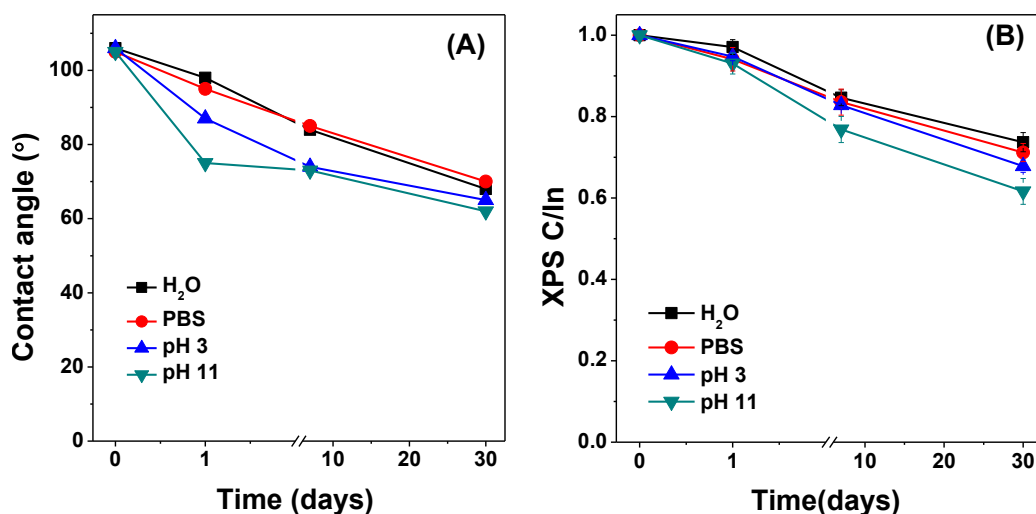 (A)
Contact angle (°)
100
80
60
40
20
0
H₂O
PBS
pH 3
pH 11
0 1 10 20 30
Time (days)
(B)
XPS C/In
1.0
0.8
0.6
0.4
0.2
0.0
H₂O
PBS
pH 3
pH 11
0 1 10 20 30
Time(days)